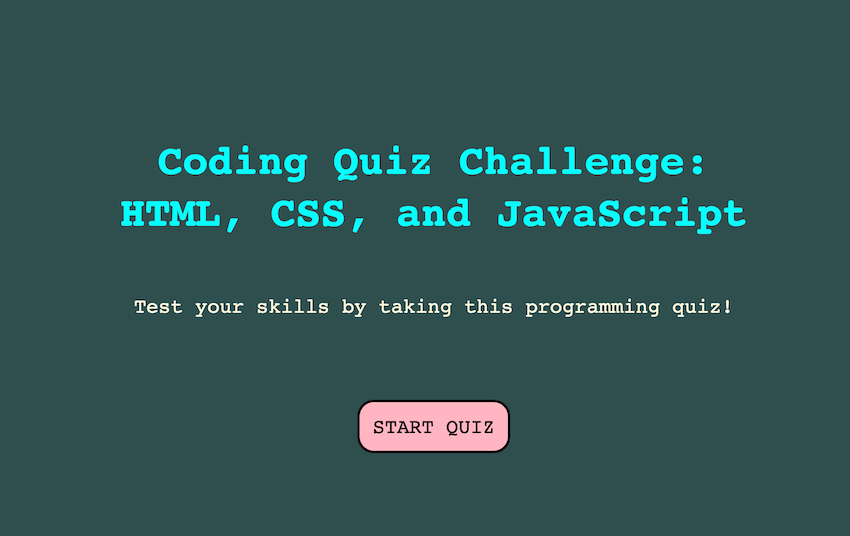 Coding Quiz Challenge:
HTML, CSS, and JavaScript
Test your skills by taking this programming quiz!
START QUIZ